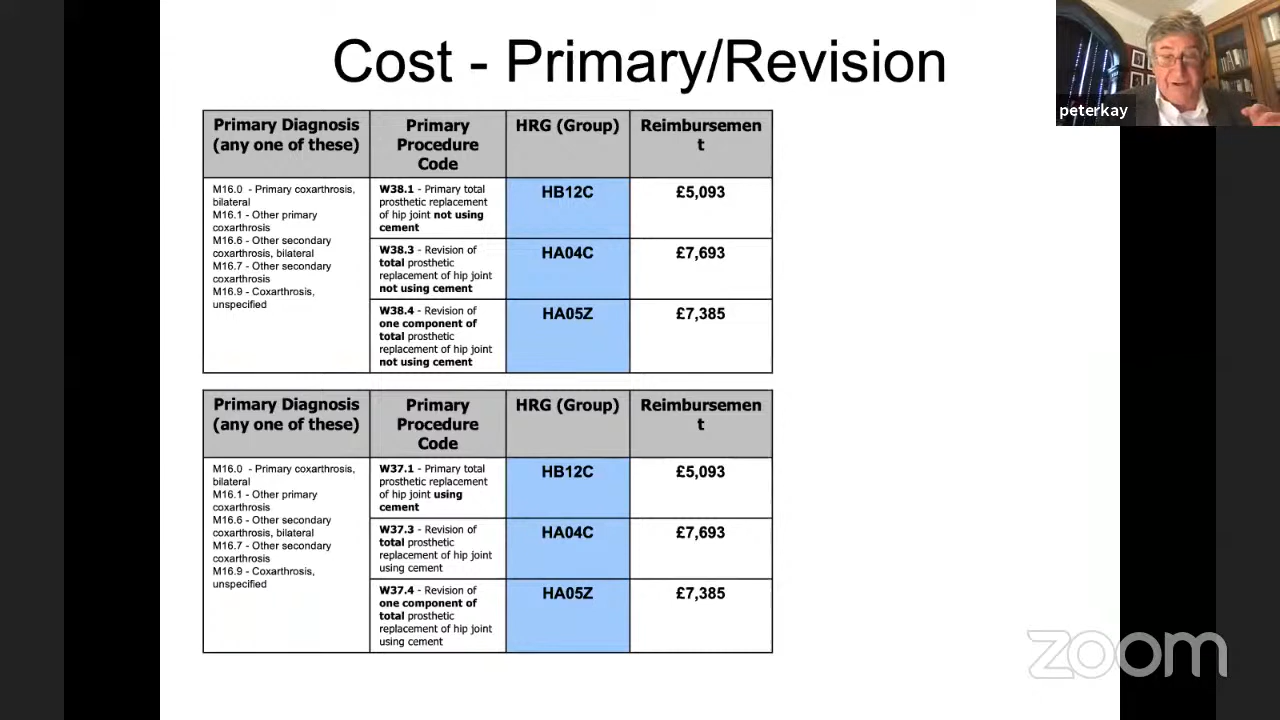 Cost - Primary/Revision
peterkay
Primary Diagnosis
(any one of these)
Primary
Procedure
Code
HRG (Group)
Reimbursemen
t
M16.0 - Primary coxarthrosis,
bilateral
M16.1 - Other primary
coxarthrosis
M16.6 - Other secondary
coxarthrosis, bilateral
M16.7 - Other secondary
coxarthrosis
M16.9 - Coxarthrosis,
unspecified
W38.1 - Primary total
prosthetic replacement
of hip joint not using
cement
HB12C
£5,093
W38.3 - Revision of
total prosthetic
replacement of hip joint
not using cement
HA04C
£7,693
W38.4 - Revision of
one component of
total prosthetic
replacement of hip joint
not using cement
HA05Z
£7,385
Primary Diagnosis
(any one of these)
Primary
Procedure
Code
HRG (Group)
Reimbursemen
t
M16.0 - Primary coxarthrosis,
bilateral
M16.1 - Other primary
coxarthrosis
M16.6 - Other secondary
coxarthrosis, bilateral
M16.7 - Other secondary
coxarthrosis
M16.9 - Coxarthrosis,
unspecified
W37.1 - Primary total
prosthetic replacement
of hip joint using
cement
HB12C
£5,093
W37.3 - Revision of
total prosthetic
replacement of hip joint
using cement
HA04C
£7,693
W37.4 - Revision of
one component of
total prosthetic
replacement of hip joint
using cement
HA05Z
£7,385
zoom